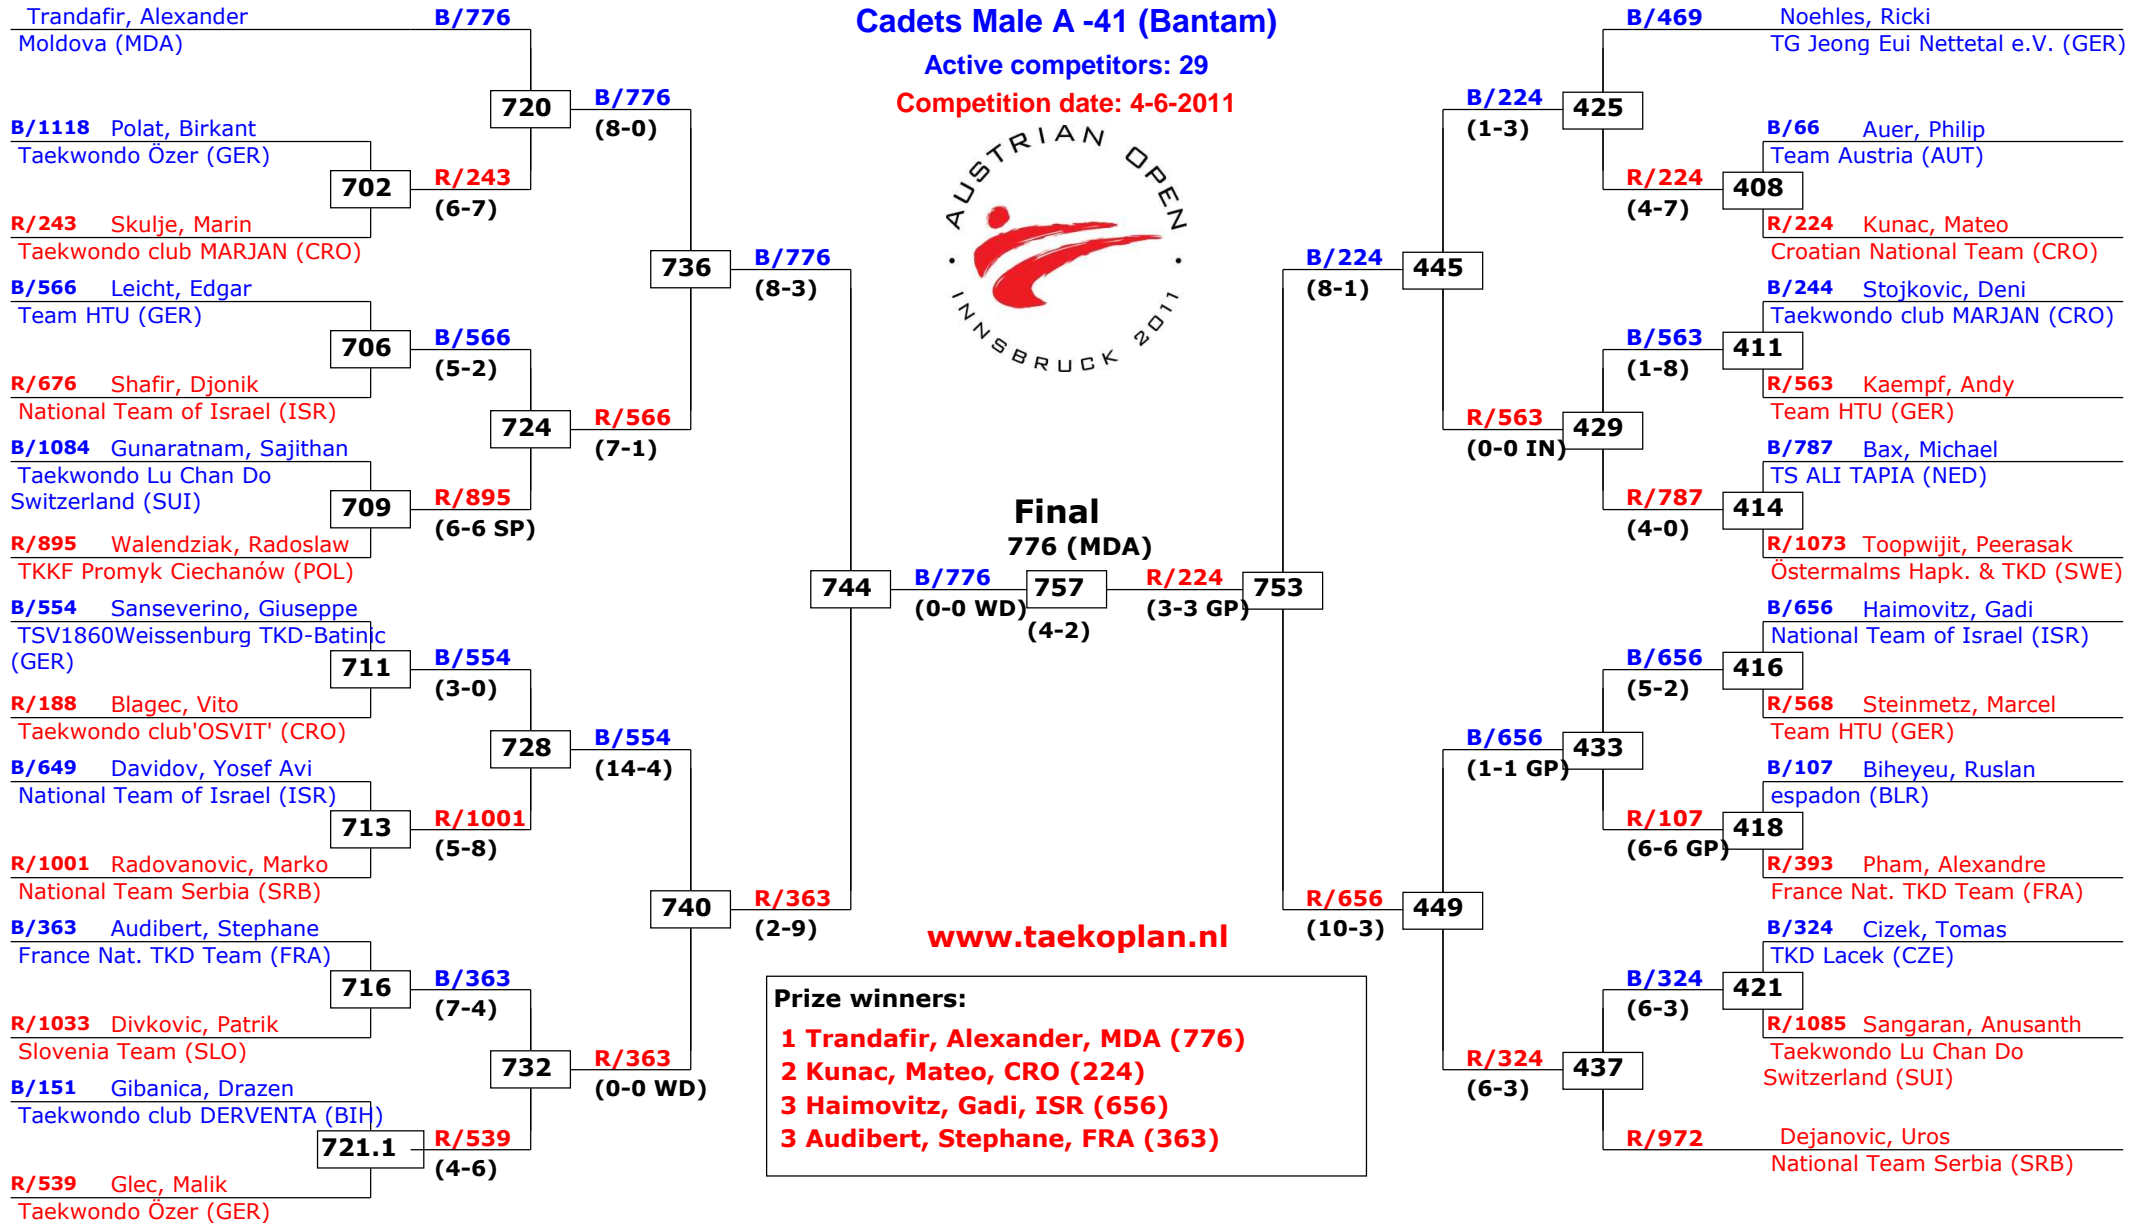 Cadets Male A -41 (Bantam)
Active competitors: 29
Competition date: 4-6-2011
AUSTRIAN OPEN
· INNSBRUCK 2011 ·
Trandafir, Alexander
B/776
Moldova (MDA)
720
B/776
(8-0)
B/1118 Polat, Birkant
Taekwondo Özer (GER)
702
R/243
(6-7)
R/243 Skulje, Marin
Taekwondo club MARJAN (CRO)
736
B/776
(8-3)
B/566 Leicht, Edgar
Team HTU (GER)
706
B/566
(5-2)
R/676 Shafir, Djonik
National Team of Israel (ISR)
724
R/566
(7-1)
B/1084 Gunaratnam, Sajithan
Taekwondo Lu Chan Do
Switzerland (SUI)
709
R/895
(6-6 SP)
R/895 Walendziak, Radoslaw
TKKF Promyk Ciechanów (POL)
744
B/776
(0-0 WD)
B/554 Sanseverino, Giuseppe
TSV1860Weissenburg TKD-Batinic
(GER)
711
B/554
(3-0)
R/188 Blagec, Vito
Taekwondo club'OSVIT' (CRO)
728
B/554
(14-4)
B/649 Davidov, Yosef Avi
National Team of Israel (ISR)
713
R/1001
(5-8)
R/1001 Radovanovic, Marko
National Team Serbia (SRB)
740
R/363
(2-9)
B/363 Audibert, Stephane
France Nat. TKD Team (FRA)
716
B/363
(7-4)
R/1033 Divkovic, Patrik
Slovenia Team (SLO)
732
R/363
(0-0 WD)
B/151 Gibanica, Drazen
Taekwondo club DERVENTA (BIH)
721.1
R/539
(4-6)
R/539 Glec, Malik
Taekwondo Özer (GER)
Final
776 (MDA)
757
(4-2)
R/224
(3-3 GP)
753
B/469 Noehles, Ricki
TG Jeong Eui Nettetal e.V. (GER)
B/224
(1-3)
425
B/66 Auer, Philip
Team Austria (AUT)
R/224
(4-7)
408
R/224 Kunac, Mateo
Croatian National Team (CRO)
B/224
(8-1)
445
B/244 Stojkovic, Deni
Taekwondo club MARJAN (CRO)
B/563
(1-8)
411
R/563 Kaempf, Andy
Team HTU (GER)
R/563
(0-0 IN)
429
B/787 Bax, Michael
TS ALI TAPIA (NED)
R/787
(4-0)
414
R/1073 Toopwijit, Peerasak
Östermalms Hapk. & TKD (SWE)
B/656 Haimovitz, Gadi
National Team of Israel (ISR)
B/656
(5-2)
416
R/568 Steinmetz, Marcel
Team HTU (GER)
B/656
(1-1 GP)
433
B/107 Biheyeu, Ruslan
espadon (BLR)
R/107
(6-6 GP)
418
R/393 Pham, Alexandre
France Nat. TKD Team (FRA)
R/656
(10-3)
449
B/324 Cizek, Tomas
TKD Lacek (CZE)
B/324
(6-3)
421
R/1085 Sangaran, Anusanth
Taekwondo Lu Chan Do
Switzerland (SUI)
R/324
(6-3)
437
R/972 Dejanovic, Uros
National Team Serbia (SRB)
www.taekoplan.nl
Prize winners:
1 Trandafir, Alexander, MDA (776)
2 Kunac, Mateo, CRO (224)
3 Haimovitz, Gadi, ISR (656)
3 Audibert, Stephane, FRA (363)